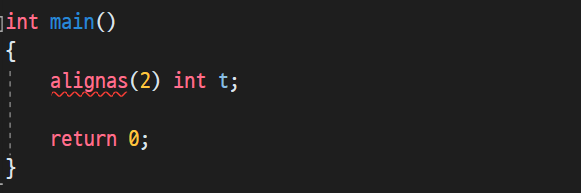 int main()
{
alignas(2) int t;
return 0;
}